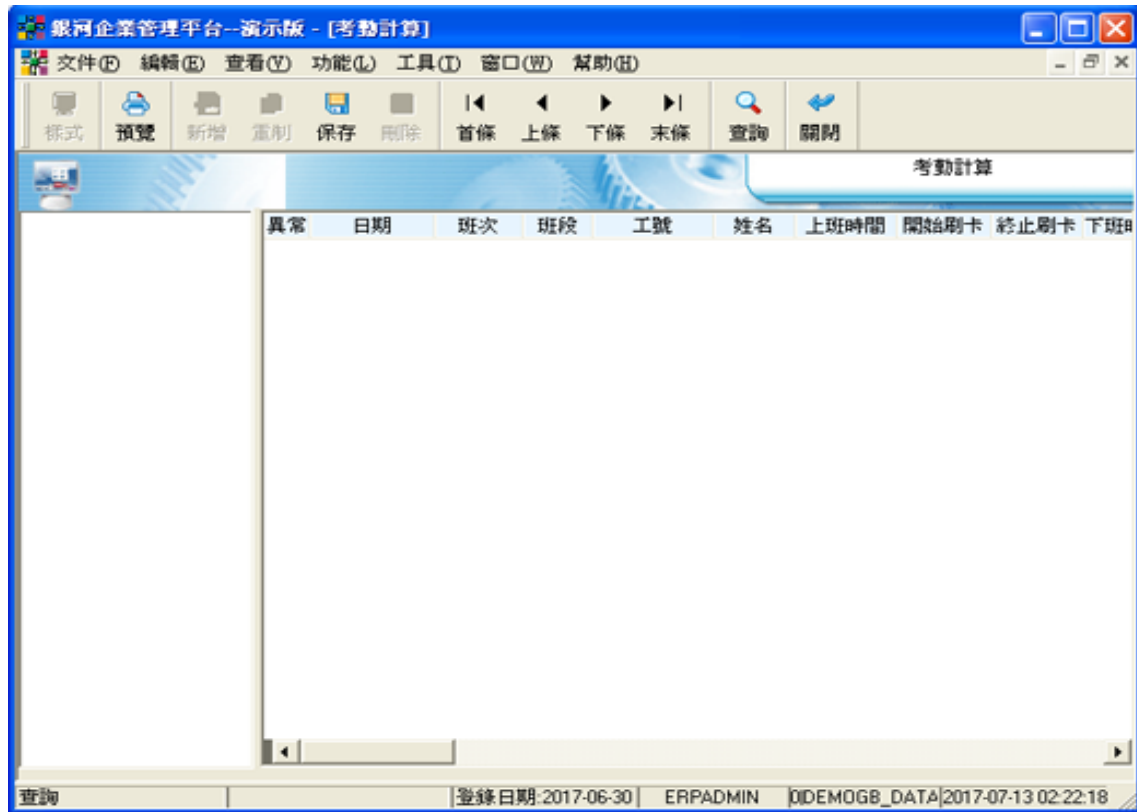 銀河企業管理平台--演示版 - [考勤計算]
文件(F) 編輯(E) 查看(V) 功能(L) 工具(T) 窗口(W) 幫助(H)
樣式 預覽 新增 重制 保存 刪除 首條 上條 下條 末條 查詢 關閉
考勤計算
異常 日期 班次 班段 工號 姓名 上班時間 開始刷卡 終止刷卡 下班
查詢 登錄日期:2017-06-30 ERPADMIN 0 DEMOGB_DATA 2017-07-13 02:22:18